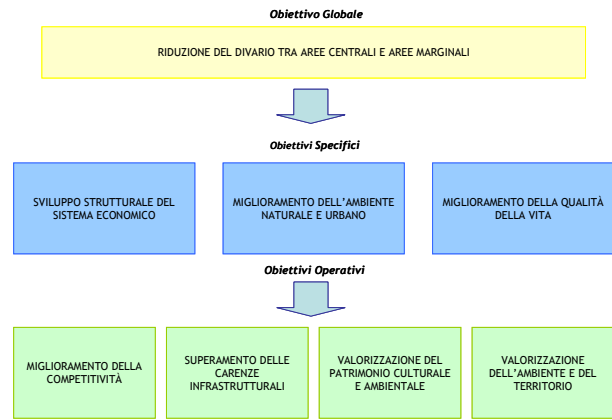 Obiettivo Globale
RIDUZIONE DEL DIVARIO TRA AREE CENTRALI E AREE MARGINALI
Obiettivi Specifici
SVILUPPO STRUTTURALE DEL
SISTEMA ECONOMICO
MIGLIORAMENTO DELL'AMBIENTE
NATURALE E URBANO
MIGLIORAMENTO DELLA QUALITÀ
DELLA VITA
Obiettivi Operativi
MIGLIORAMENTO DELLA
COMPETITIVITÀ
SUPERAMENTO DELLE
CARENZE
INFRASTRUTTURALI
VALORIZZAZIONE DEL
PATRIMONIO CULTURALE
E AMBIENTALE
VALORIZZAZIONE
DELL'AMBIENTE E DEL
TERRITORIO